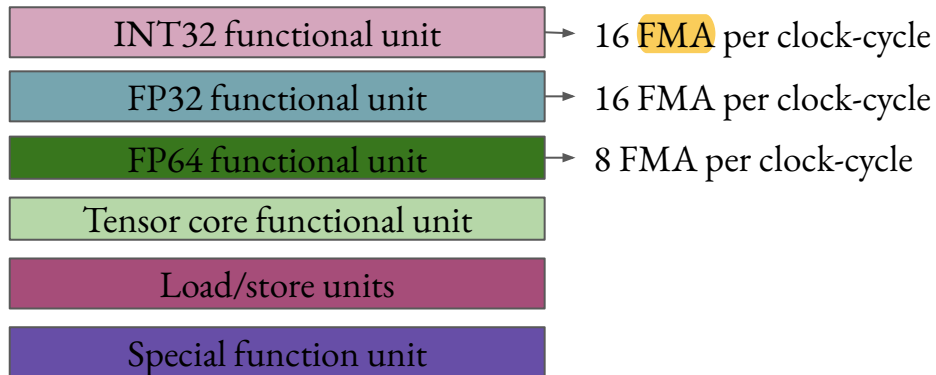 INT32 functional unit 16 FMA per clock-cycle
FP32 functional unit 16 FMA per clock-cycle
FP64 functional unit 8 FMA per clock-cycle
Tensor core functional unit
Load/store units
Special function unit